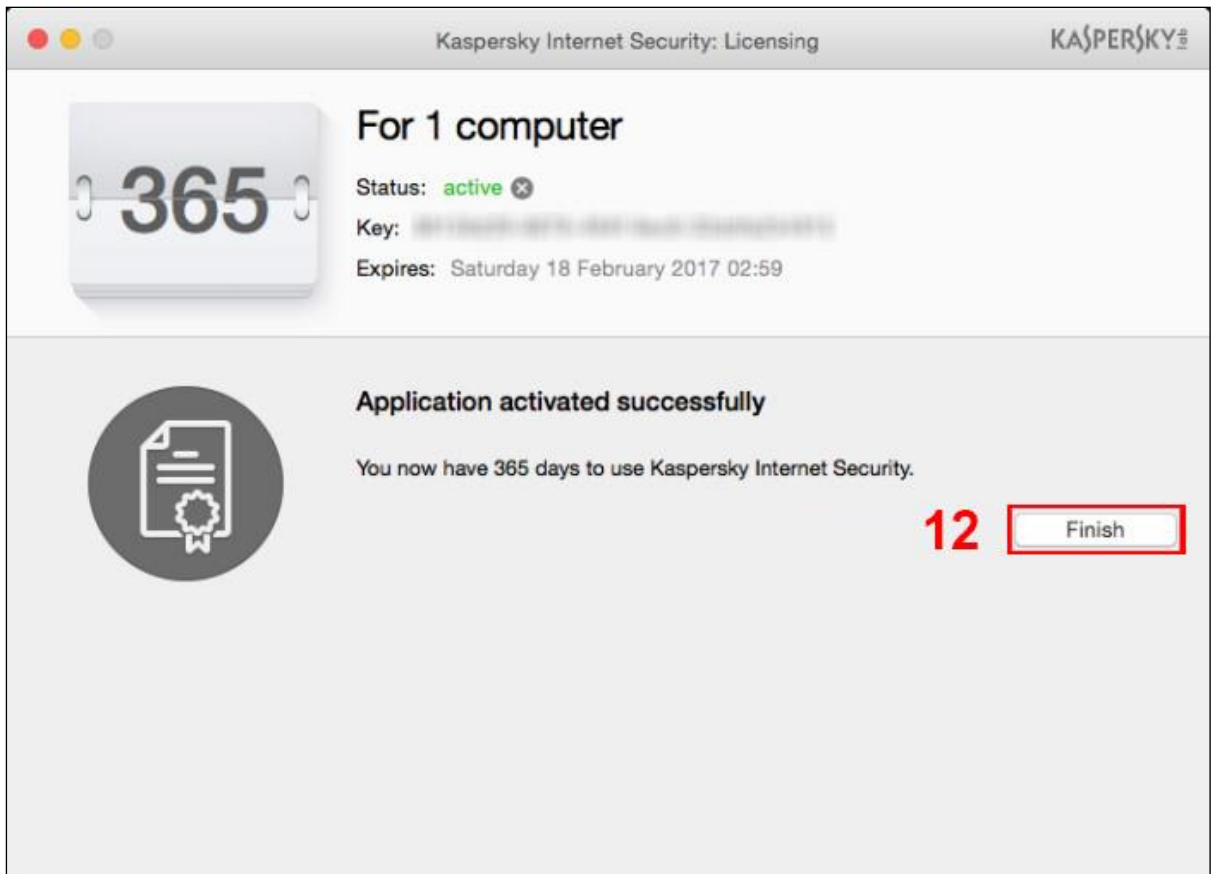 Kaspersky Internet Security: Licensing
KASPERSKY lab
365
For 1 computer
Status: active
Key:
Expires: Saturday 18 February 2017 02:59
Application activated successfully
You now have 365 days to use Kaspersky Internet Security.
12 Finish